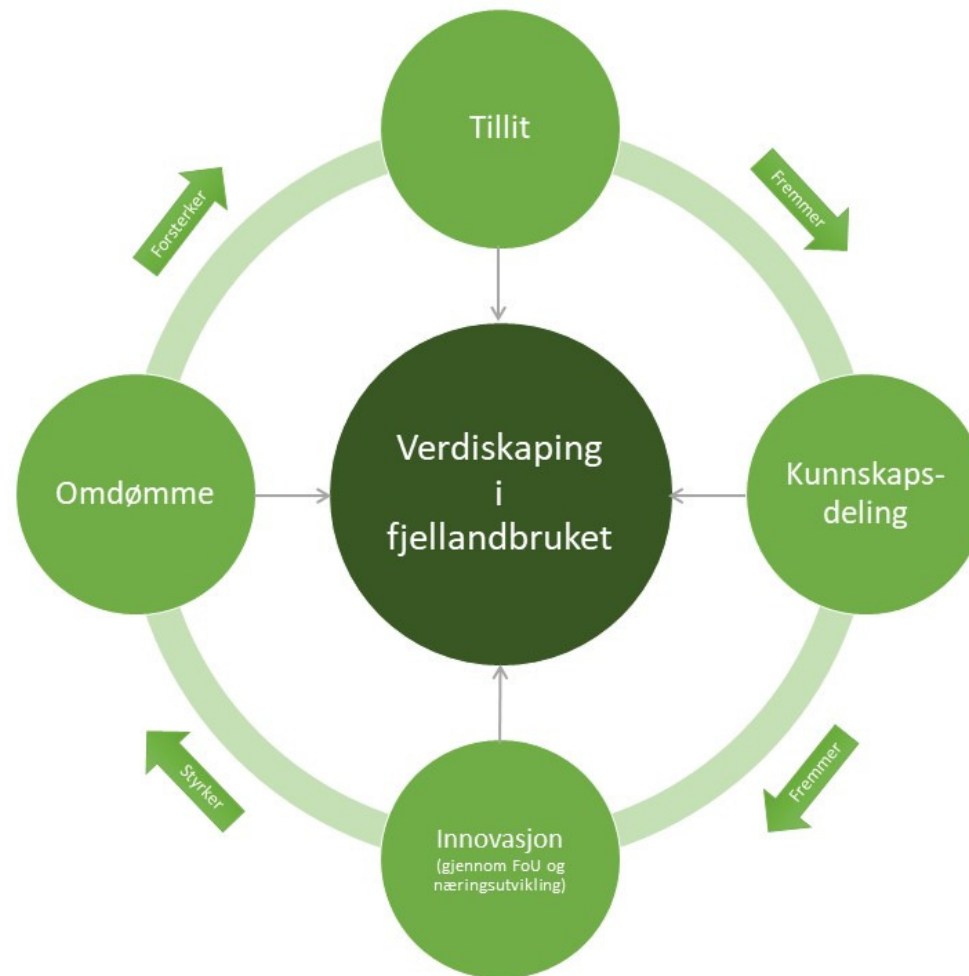 Tillit
Forsterker
Fremmer
Omdømme
Verdiskaping
i
fjellandbruket
Kunnskaps-
deling
Styrker
Fremmer
Innovasjon
(gjennom FoU og
næringsutvikling)